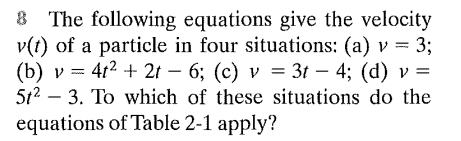 8 The following equations give the velocity
v(t) of a particle in four situations: (a) v = 3;
(b) v = 4t² + 2t − 6; (c) v = 3t − 4; (d) v =
5t² − 3. To which of these situations do the
equations of Table 2-1 apply?